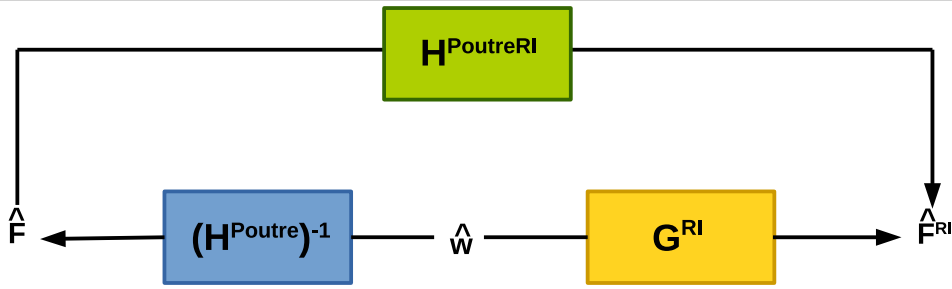 H^PoutreRI
F̂ (H^Poutre)^-1 ŵ G^RI F̂^RI